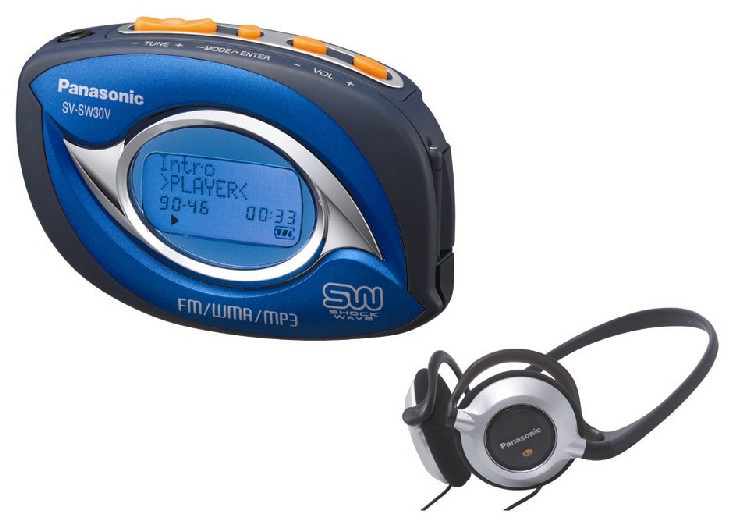 − TUNE +
−MODE/•ENTER
− VOL +
Panasonic
SV-SW30V
Intro
>PLAYER<
90.46 00:33
FM/WMA/MP3
SW
SHOCK
WAVE
Panasonic